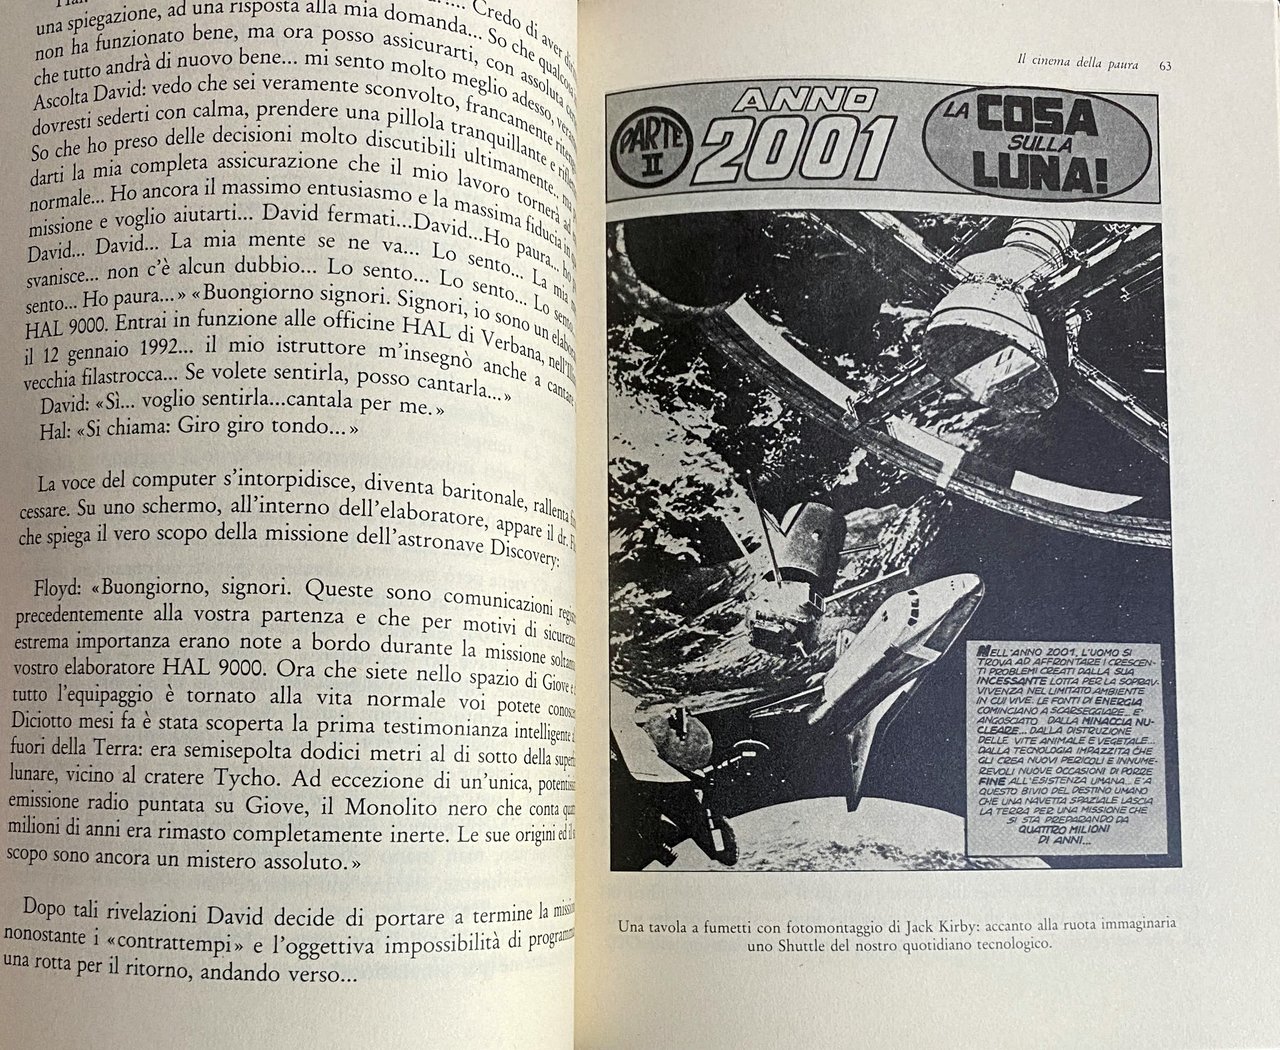 una spiegazione, ad una risposta alla mia domanda... So che qualcosa
non ha funzionato bene, ma ora posso assicurarti, con assoluta
che tutto andrà di nuovo bene... mi sento molto meglio adesso,
Ascolta David: vedo che sei veramente sconvolto, francamente
dovresti sederti con calma, prendere una pillola tranquillante e
So che ho preso delle decisioni molto discutibili ultimamente..
darti la mia completa assicurazione che il mio lavoro tornerà ad
normale... Ho ancora il massimo entusiasmo e la massima fiducia in
missione e voglio aiutarti... David fermati...David...Ho paura... ho
David... David... La mia mente se ne va... Lo sento... La mia
svanisce... non c'è alcun dubbio... Lo sento... Lo sento... Lo
sento... Ho paura...» «Buongiorno signori. Signori, io sono un
HAL 9000. Entrai in funzione alle officine HAL di Verbana,
il 12 gennaio 1992... il mio istruttore m'insegnò anche a cantare
vecchia filastrocca... Se volete sentirla, posso cantarla...»
David: «Sì... voglio sentirla...cantala per me.»
Hal: «Si chiama: Giro giro tondo...»
La voce del computer s'intorpidisce, diventa baritonale, rallenta
cessare. Su uno schermo, all'interno dell'elaboratore, appare il dr.
che spiega il vero scopo della missione dell'astronave Discovery:
Floyd: «Buongiorno, signori. Queste sono comunicazioni
precedentemente alla vostra partenza e che per motivi di
estrema importanza erano note a bordo durante la missione
vostro elaboratore HAL 9000. Ora che siete nello spazio di Giove e
tutto l'equipaggio è tornato alla vita normale voi potete
Diciotto mesi fa è stata scoperta la prima testimonianza intelligente
fuori della Terra: era semisepolta dodici metri al di sotto della
lunare, vicino al cratere Tycho. Ad eccezione di un'unica,
emissione radio puntata su Giove, il Monolito nero che conta
milioni di anni era rimasto completamente inerte. Le sue origini ed il
scopo sono ancora un mistero assoluto.»
Dopo tali rivelazioni David decide di portare a termine la
nonostante i «contrattempi» e l'oggettiva impossibilità di
una rotta per il ritorno, andando verso...
Il cinema della paura 63
PARTE
II
ANNO
2001
LA COSA
SULLA
LUNA!
NELL'ANNO 2001, L'UOMO SI
TROVA AD AFFRONTARE I CRESCEN-
TI PROBLEMI CREATI DALLA SUA
INCESSANTE LOTTA PER LA SOPRAV-
VIVENZA NEL LIMITATO AMBIENTE
IN CUI VIVE. LE FONTI DI ENERGIA
COMINCIANO A SCARSEGGIARE... E'
ANGOSCIATO DALLA MINACCIA NU-
CLEARE... DALLA DISTRUZIONE
DELLE VITE ANIMALE E VEGETALE...
DALLA TECNOLOGIA IMPAZZITA CHE
GLI CREA NUOVI PERICOLI E INNUME-
REVOLI NUOVE OCCASIONI DI PORRE
FINE ALL'ESISTENZA UMANA... E A
QUESTO BIVIO DEL DESTINO UMANO
CHE UNA NAVETTA SPAZIALE LASCIA
LA TERRA PER UNA MISSIONE CHE
SI STA PREPARANDO DA
QUATTRO MILIONI
DI ANNI...
Una tavola a fumetti con fotomontaggio di Jack Kirby: accanto alla ruota immaginaria
uno Shuttle del nostro quotidiano tecnologico.